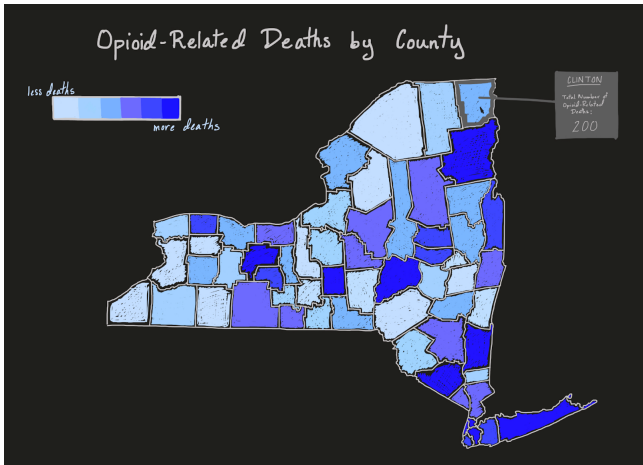 Opioid-Related Deaths by County
less deaths
more deaths
CLINTON
Total Number of
Opioid-Related
Deaths:
200